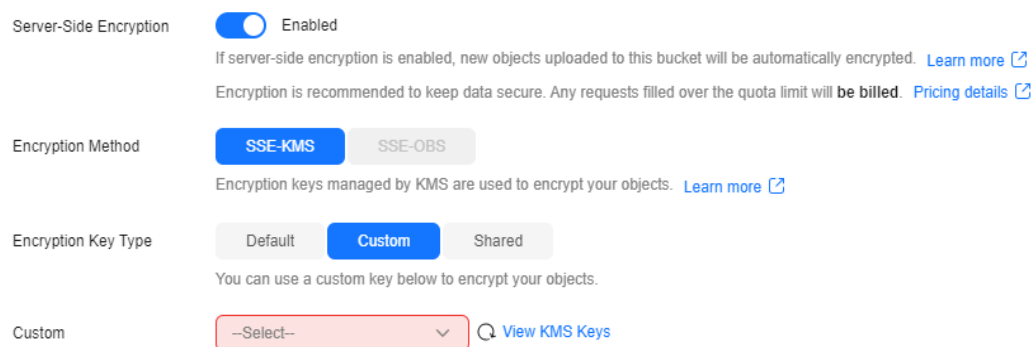 Server-Side Encryption Enabled
If server-side encryption is enabled, new objects uploaded to this bucket will be automatically encrypted. Learn more
Encryption is recommended to keep data secure. Any requests filled over the quota limit will be billed. Pricing details
Encryption Method SSE-KMS SSE-OBS
Encryption keys managed by KMS are used to encrypt your objects. Learn more
Encryption Key Type Default Custom Shared
You can use a custom key below to encrypt your objects.
Custom --Select-- View KMS Keys